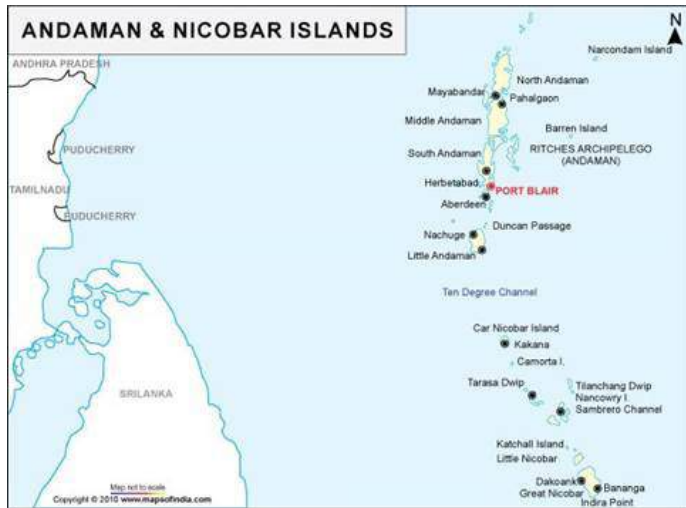 ANDAMAN & NICOBAR ISLANDS
N
Narcondam Island
ANDHRA PRADESH
North Andaman
Mayabandar
Pahalgaon
Middle Andaman
Barren Island
PUDUCHERRY
South Andaman
RITCHES ARCHIPELEGO
(ANDAMAN)
TAMILNADU
Herbetabad
PORT BLAIR
Aberdeen
PUDUCHERRY
Duncan Passage
Nachuge
Little Andaman
Ten Degree Channel
Car Nicobar Island
Kakana
Camorta I.
Tarasa Dwip
Tilanchang Dwip
Nancowry I.
SRILANKA
Sambrero Channel
Katchall Island
Little Nicobar
Dakoank
Bananga
Great Nicobar
Indira Point
Map not to scale
Copyright © 2010 www.mapsofindia.com